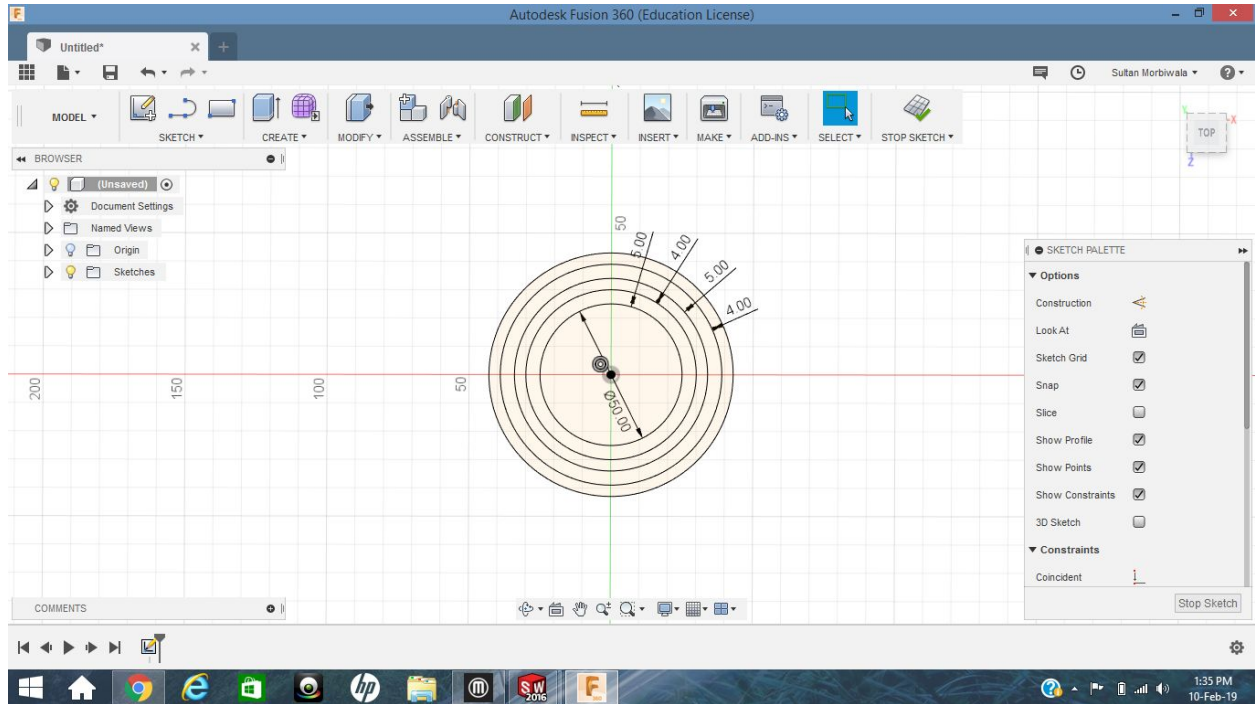 Autodesk Fusion 360 (Education License)
Untitled*
Sultan Morbiwala
MODEL
SKETCH
CREATE
MODIFY
ASSEMBLE
CONSTRUCT
INSPECT
INSERT
MAKE
ADD-INS
SELECT
STOP SKETCH
TOP
X
Y
Z
BROWSER
(Unsaved)
Document Settings
Named Views
Origin
Sketches
50
5.00
4.00
5.00
4.00
Ø50.00
200
150
100
50
SKETCH PALETTE
Options
Construction
Look At
Sketch Grid
Snap
Slice
Show Profile
Show Points
Show Constraints
3D Sketch
Constraints
Coincident
Stop Sketch
COMMENTS
hp
SW
2016
F
1:35 PM
10-Feb-19